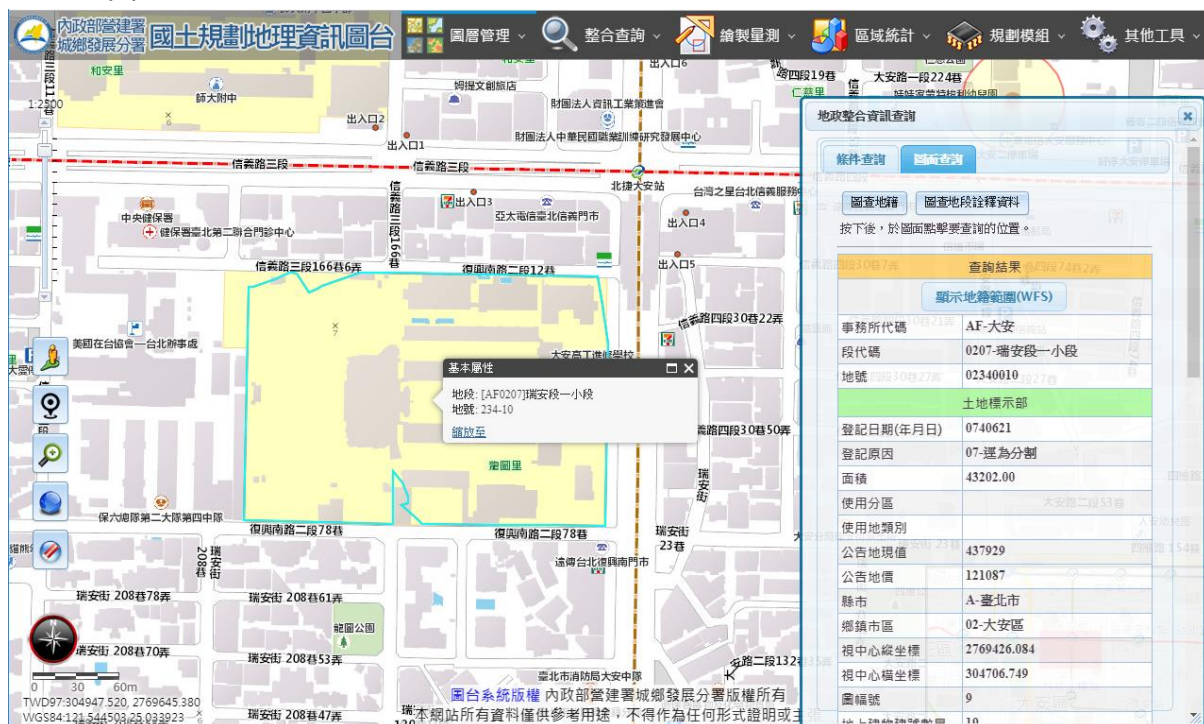 內政部營建署
城鄉發展分署
國土規劃地理資訊圖台
圖層管理
整合查詢
繪製量測
區域統計
規劃模組
其他工具
和安里
師大附中
1:2500
姆提文創旅店
出入口6
財團法人資訊工業策進會
財團法人中華民國職業訓練研究發展中心
出入口2
出入口1
四段19巷
大安路一段224巷
仁慈里
信義路三段
信義路三段
北捷大安站
台灣之星台北信義服務
中央健保署
健保署臺北第二聯合門診中心
信義路三段166巷
出入口3
亞太電信臺北信義門市
出入口4
信義路三段166巷6弄
復興南路二段12巷
出入口5
信義路四段30巷22弄
美國在台協會—台北辦事處
大安高工進修學校
基本屬性
地段: [AF0207]瑞安段一小段
地號: 234-10
縮放至
義路四段30巷50弄
龍圖里
瑞安街
保六總隊第二大隊第四中隊
復興南路二段78巷
復興南路二段78巷
瑞安街
23巷
遠傳台北復興南門市
瑞安街
208巷
瑞安街 208巷78弄
瑞安街 208巷61弄
龍圖公園
瑞安街 208巷70弄
瑞安街 208巷53弄
路二段132
臺北市消防局大安中隊
瑞安街 208巷47弄
0 30 60m
TWD97:304947.520, 2769645.380
WGS84:121.544503,25.033923
圖台系統版權 內政部營建署城鄉發展分署版權所有
本網站所有資料僅供參考用途，不得作為任何形式證明或主張
地政整合資訊查詢
條件查詢
圖面查詢
圖查地籍
圖查地段詮釋資料
按下後，於圖面點擊要查詢的位置。
查詢結果
顯示地籍範圍(WFS)
事務所代碼 AF-大安
段代碼 0207-瑞安段一小段
地號 02340010
土地標示部
登記日期(年月日) 0740621
登記原因 07-逕為分割
面積 43202.00
使用分區
使用地類別
公告地現值 437929
公告地價 121087
縣市 A-臺北市
鄉鎮市區 02-大安區
視中心縱坐標 2769426.084
視中心橫坐標 304706.749
圖幅號 9
地上建物建號數量 10